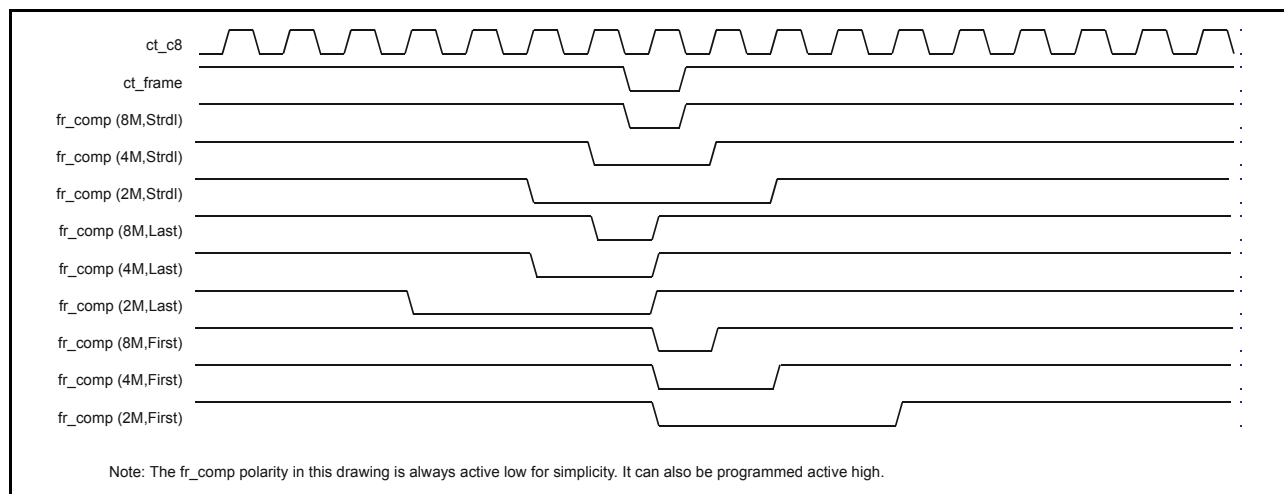 ct_c8
ct_frame
fr_comp (8M,Strdl)
fr_comp (4M,Strdl)
fr_comp (2M,Strdl)
fr_comp (8M,Last)
fr_comp (4M,Last)
fr_comp (2M,Last)
fr_comp (8M,First)
fr_comp (4M,First)
fr_comp (2M,First)
Note: The fr_comp polarity in this drawing is always active low for simplicity. It can also be programmed active high.